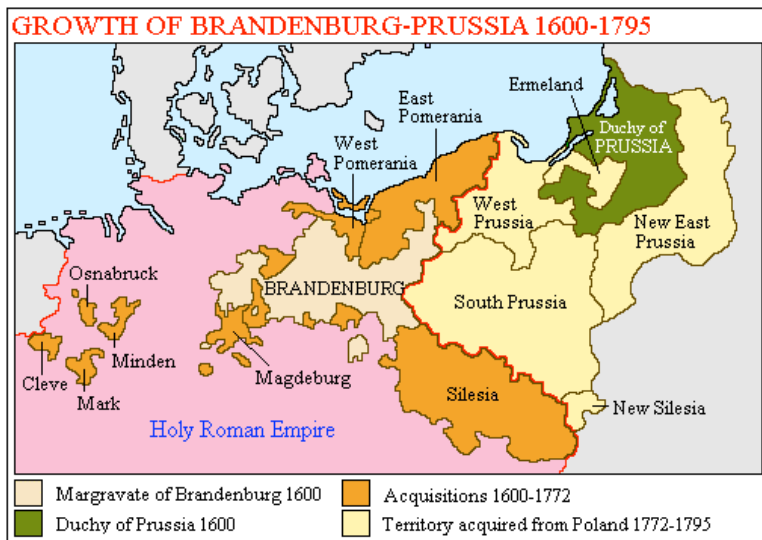 GROWTH OF BRANDENBURG-PRUSSIA 1600-1795
Ermeland
East
Pomerania
West
Pomerania
Duchy of
PRUSSIA
West
Prussia
New East
Prussia
Osnabruck
BRANDENBURG
South Prussia
Minden
Cleve
Magdeburg
Mark
Silesia
New Silesia
Holy Roman Empire
Margravate of Brandenburg 1600
Acquisitions 1600-1772
Duchy of Prussia 1600
Territory acquired from Poland 1772-1795